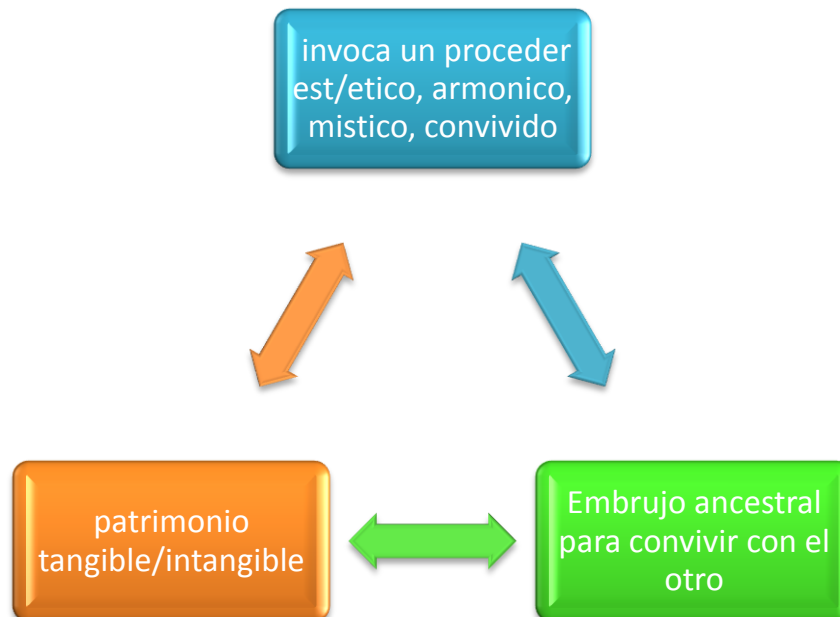 invoca un proceder
est/etico, armonico,
mistico, convivido
patrimonio
tangible/intangible
Embrujo ancestral
para convivir con el
otro